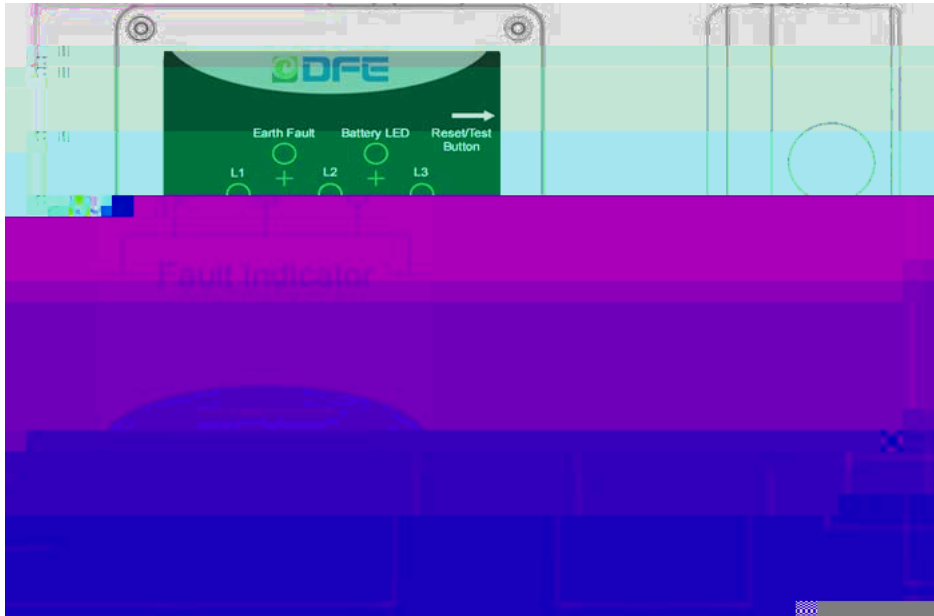 DFE
Earth Fault Battery LED Reset/Test
Button
L1 L2 L3
Fault Indicator